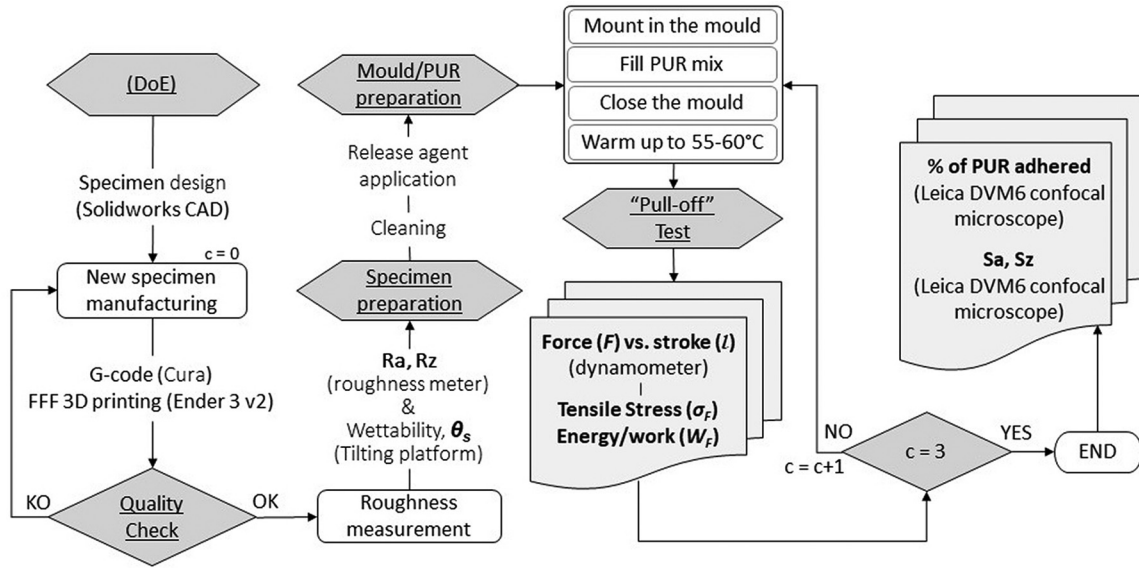 (DoE)
Specimen design
(Solidworks CAD)
c = 0
New specimen
manufacturing
G-code (Cura)
FFF 3D printing (Ender 3 v2)
KO
Quality
Check
OK
Roughness
measurement
Ra, Rz
(roughness meter)
&
Wettability, θs
(Tilting platform)
Specimen
preparation
Cleaning
Release agent
application
Mould/PUR
preparation
Mount in the mould
Fill PUR mix
Close the mould
Warm up to 55-60°C
“Pull-off”
Test
Force (F) vs. stroke (l)
(dynamometer)
Tensile Stress (σF)
Energy/work (WF)
NO
c = c+1
c = 3
YES
END
% of PUR adhered
(Leica DVM6 confocal
microscope)
Sa, Sz
(Leica DVM6 confocal
microscope)